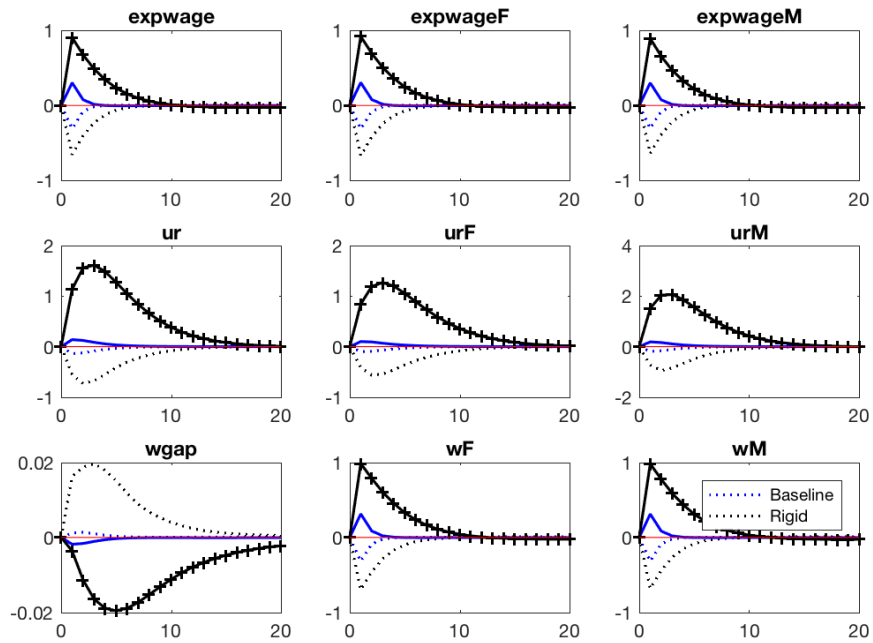 expwage expwageF expwageM
1 1 1
0 0 0
-1 -1 -1
0 10 20 0 10 20 0 10 20
ur urF urM
2 2 4
1 1 2
0 0 0
-1 -1 -2
0 10 20 0 10 20 0 10 20
wgap wF wM
0.02 1 1
Baseline
Rigid
0 0 0
-0.02 -1 -1
0 10 20 0 10 20 0 10 20